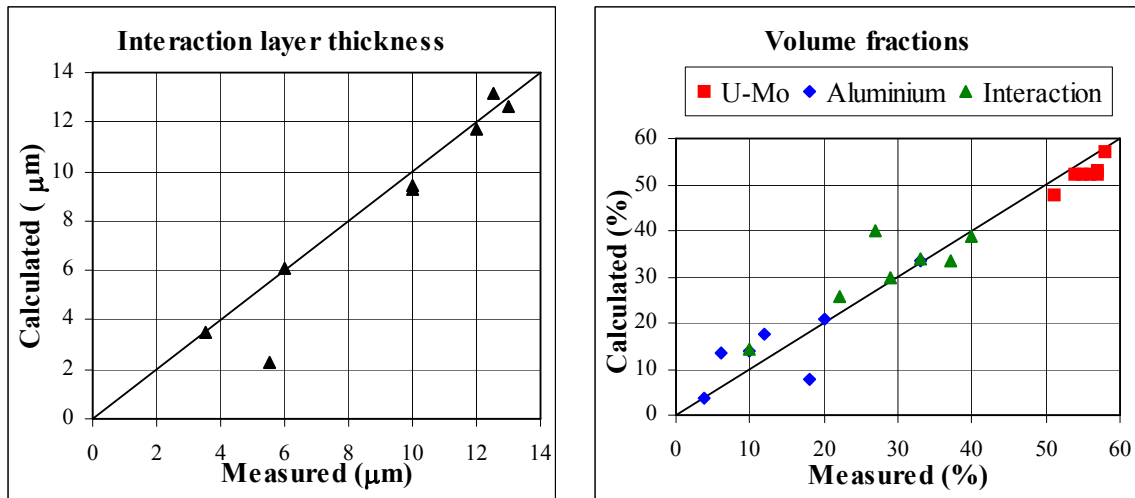 Interaction layer thickness
14
12
10
8
6
4
2
0
Calculated ( μm)
0 2 4 6 8 10 12 14
Measured (μm)
Volume fractions
U-Mo Aluminium Interaction
60
50
40
30
20
10
0
Calculated (%)
0 10 20 30 40 50 60
Measured (%)